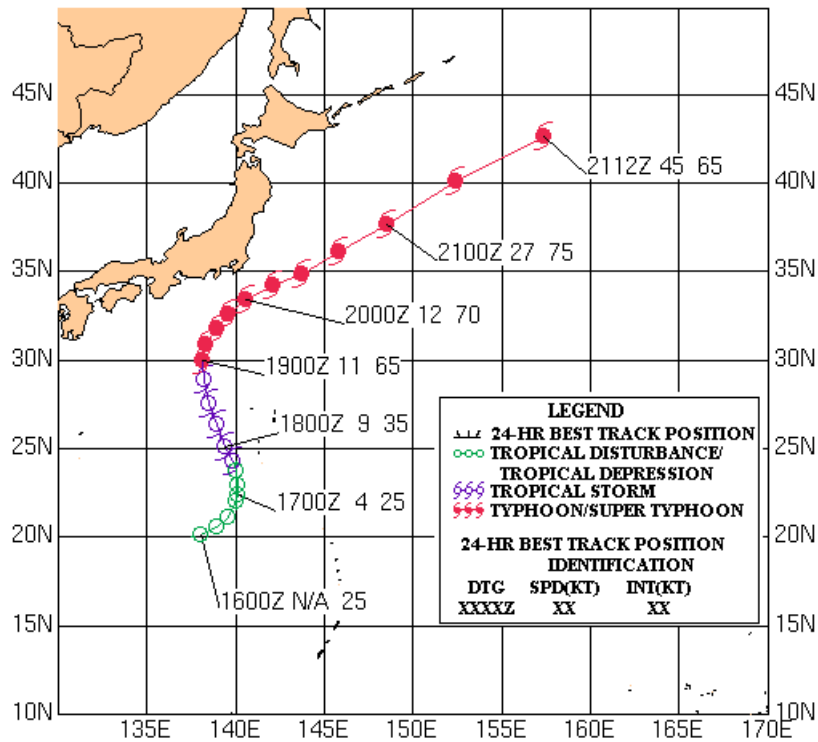 45N 45N
40N 2112Z 45 65 40N
2100Z 27 75
35N 35N
2000Z 12 70
30N 1900Z 11 65 30N
1800Z 9 35
25N
LEGEND
24-HR BEST TRACK POSITION
TROPICAL DISTURBANCE/
TROPICAL DEPRESSION
1700Z 4 25
TROPICAL STORM
TYPHOON/SUPER TYPHOON
20N 20N
24-HR BEST TRACK POSITION
IDENTIFICATION
DTG SPD(KT) INT(KT)
XXXXZ XX XX
1600Z N/A 25
25N
15N 15N
10N 10N
135E 140E 145E 150E 155E 160E 165E 170E